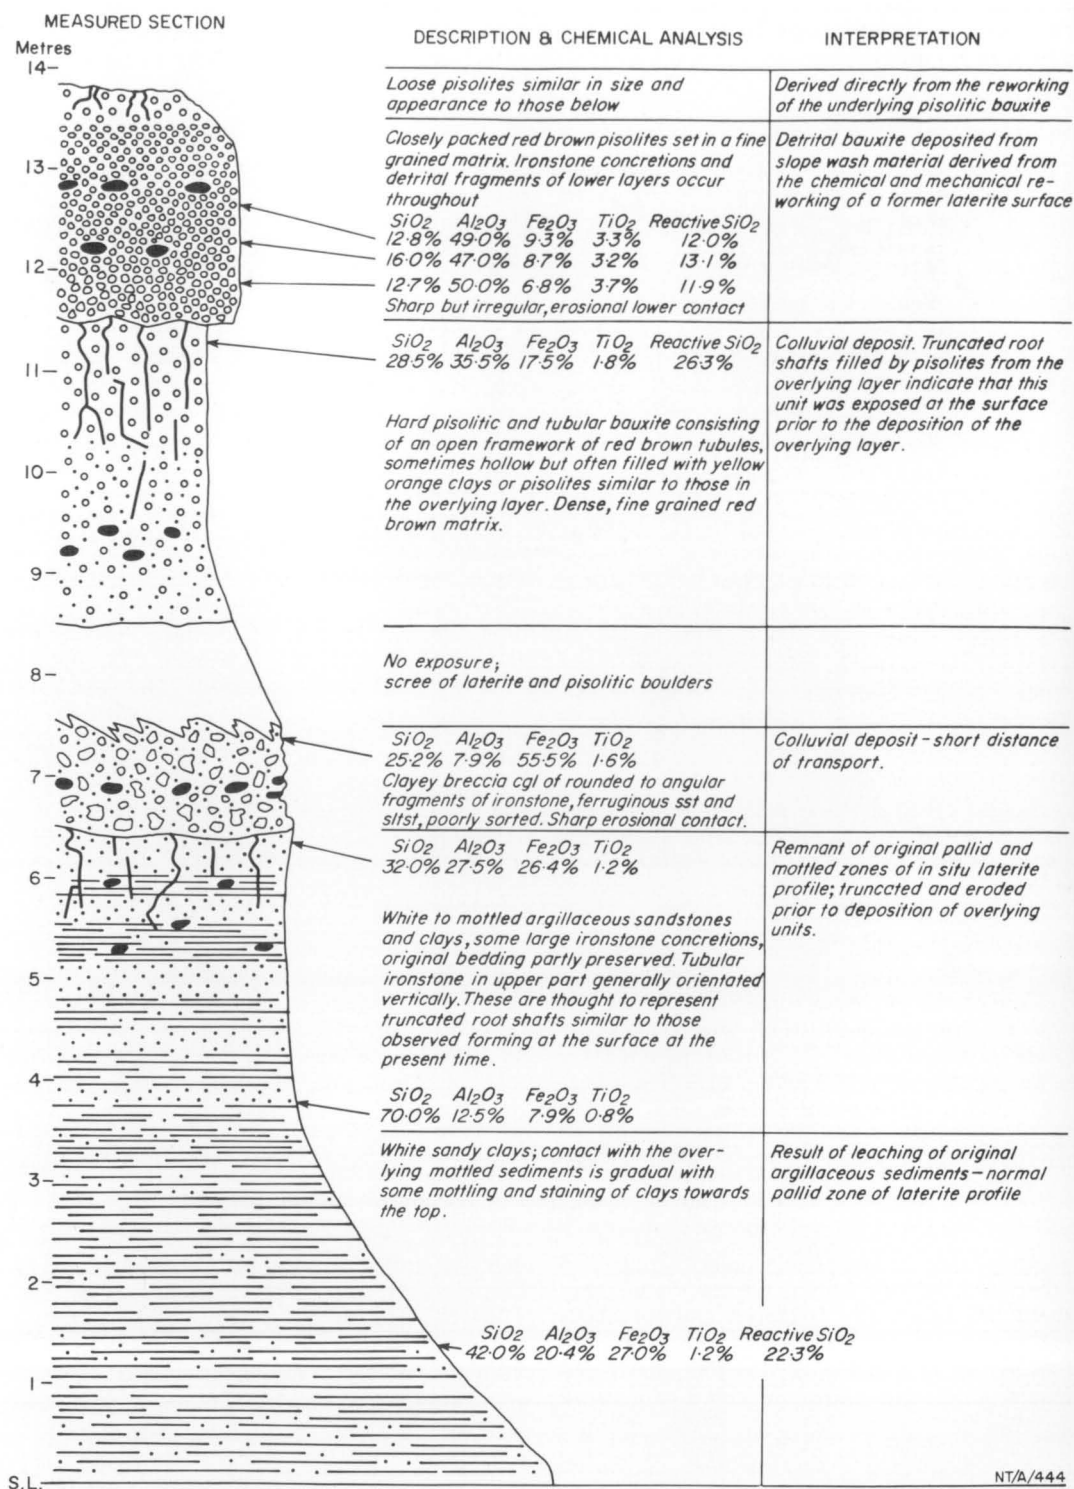 MEASURED SECTION
Metres
DESCRIPTION & CHEMICAL ANALYSIS
INTERPRETATION
14
Loose pisolites similar in size and
appearance to those below
Derived directly from the reworking
of the underlying pisolitic bauxite
13
Closely packed red brown pisolites set in a fine
grained matrix. Ironstone concretions and
detrital fragments of lower layers occur
throughout
SiO2 Al2O3 Fe2O3 TiO2 Reactive SiO2
12·8% 49·0% 9·3% 3·3% 12·0%
16·0% 47·0% 8·7% 3·2% 13·1%
12·7% 50·0% 6·8% 3·7% 11·9%
Sharp but irregular, erosional lower contact
Detrital bauxite deposited from
slope wash material derived from
the chemical and mechanical re-
working of a former laterite surface
12
SiO2 Al2O3 Fe2O3 TiO2 Reactive SiO2
28·5% 35·5% 17·5% 1·8% 26·3%
11
Hard pisolitic and tubular bauxite consisting
of an open framework of red brown tubules,
sometimes hollow but often filled with yellow
orange clays or pisolites similar to those in
the overlying layer. Dense, fine grained red
brown matrix.
Colluvial deposit. Truncated root
shafts filled by pisolites from the
overlying layer indicate that this
unit was exposed at the surface
prior to the deposition of the
overlying layer.
10
9
8
No exposure;
scree of laterite and pisolitic boulders
7
SiO2 Al2O3 Fe2O3 TiO2
25·2% 7·9% 55·5% 1·6%
Clayey breccia cgl of rounded to angular
fragments of ironstone, ferruginous sst and
sltst, poorly sorted. Sharp erosional contact.
Colluvial deposit – short distance
of transport.
6
SiO2 Al2O3 Fe2O3 TiO2
32·0% 27·5% 26·4% 1·2%
White to mottled argillaceous sandstones
and clays, some large ironstone concretions,
original bedding partly preserved. Tubular
ironstone in upper part generally orientated
vertically. These are thought to represent
truncated root shafts similar to those
observed forming at the surface at the
present time.
Remnant of original pallid and
mottled zones of in situ laterite
profile; truncated and eroded
prior to deposition of overlying
units.
5
4
SiO2 Al2O3 Fe2O3 TiO2
70·0% 12·5% 7·9% 0·8%
3
White sandy clays; contact with the over-
lying mottled sediments is gradual with
some mottling and staining of clays towards
the top.
Result of leaching of original
argillaceous sediments – normal
pallid zone of laterite profile
2
SiO2 Al2O3 Fe2O3 TiO2 Reactive SiO2
42·0% 20·4% 27·0% 1·2% 22·3%
1
S.L.
NT/A/444